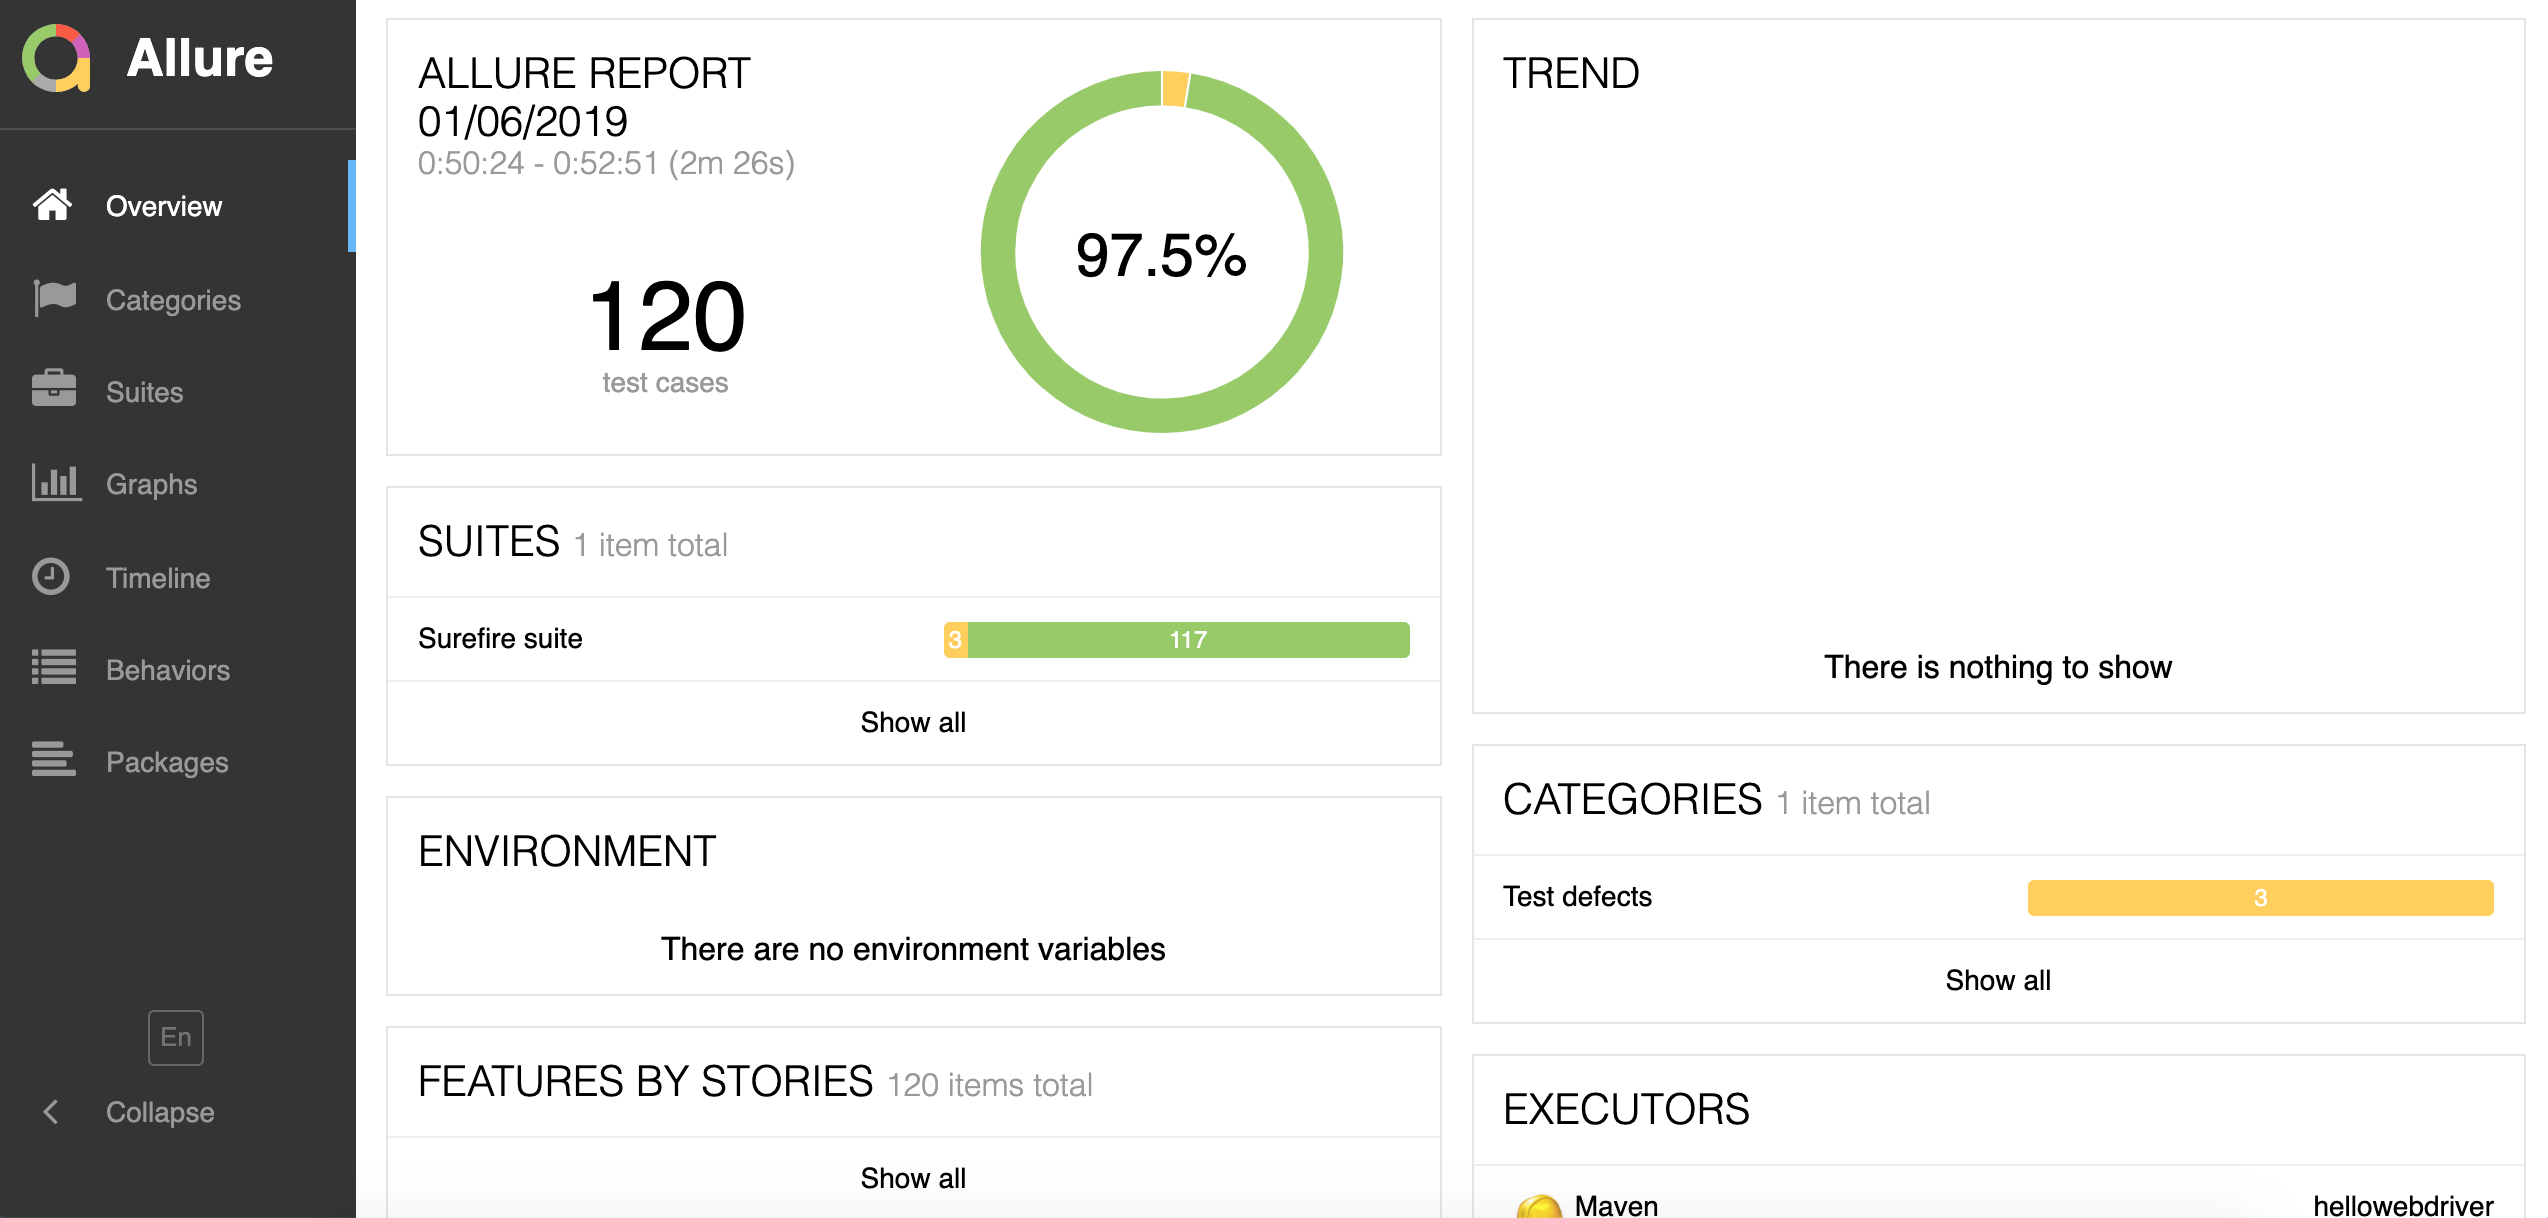 Allure
Overview
Categories
Suites
Graphs
Timeline
Behaviors
Packages
En
Collapse
ALLURE REPORT
01/06/2019
0:50:24 - 0:52:51 (2m 26s)
120
test cases
97.5%
SUITES 1 item total
Surefire suite 3 117
Show all
ENVIRONMENT
There are no environment variables
FEATURES BY STORIES 120 items total
Show all
TREND
There is nothing to show
CATEGORIES 1 item total
Test defects 3
Show all
EXECUTORS
Maven hellowebdriver